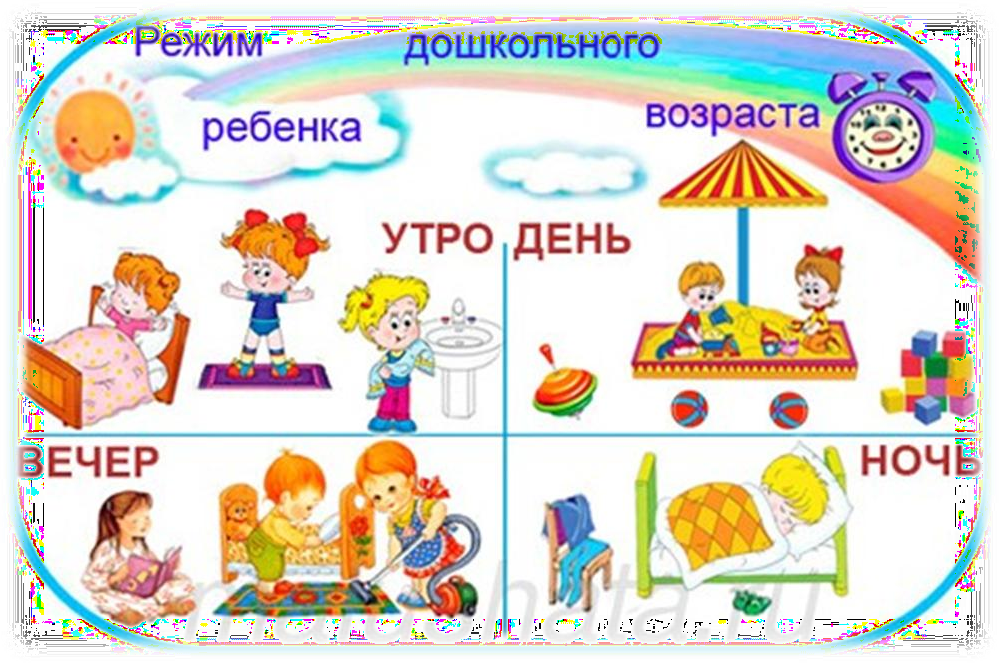 Режим дошкольного
ребенка возраста
УТРО ДЕНЬ
ВЕЧЕР НОЧЬ